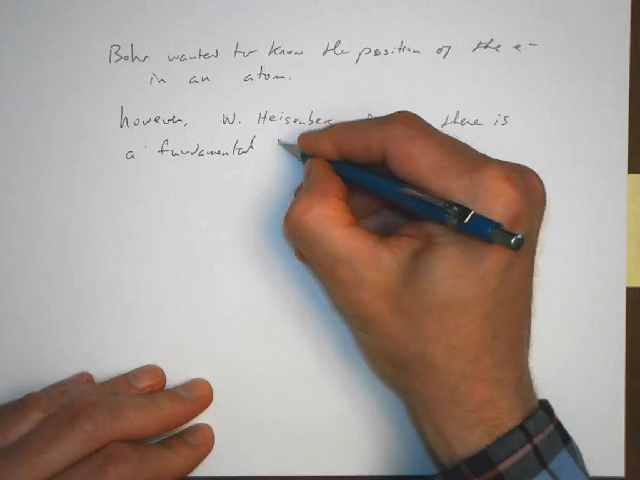 Bohr wanted to know the position of the e-
in an atom.
however, W. Heisenberg there is
a fundamental